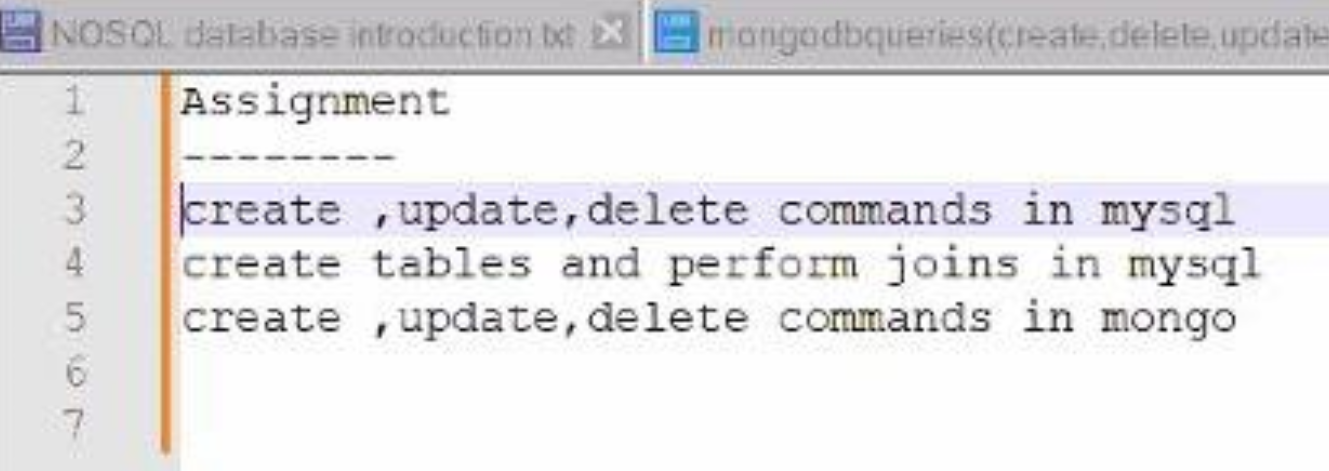 NOSQL database introduction.txt mongodbqueries(create,delete,update
1 Assignment
2 --------
3 create ,update,delete commands in mysql
4 create tables and perform joins in mysql
5 create ,update,delete commands in mongo
6
7